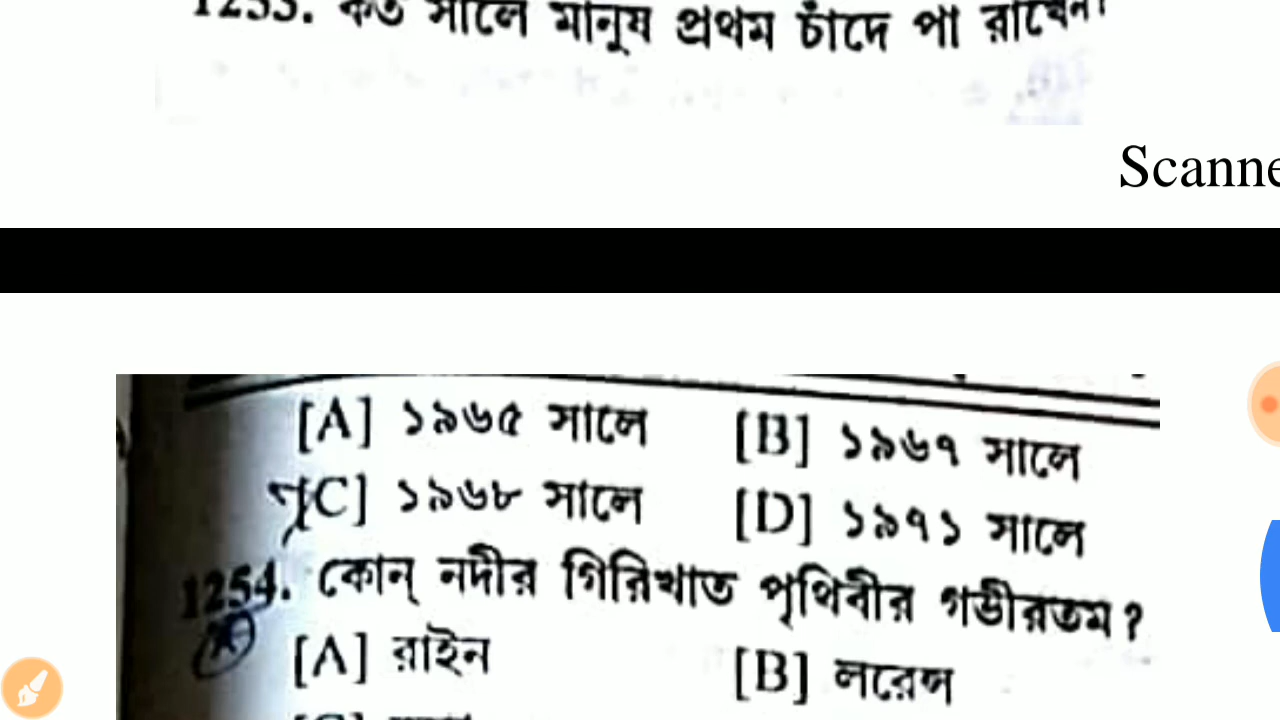 1253. কত সালে মানুষ প্রথম চাঁদে পা রাখেন?
Scanne
[A] ১৯৬৫ সালে [B] ১৯৬৭ সালে
[C] ১৯৬৮ সালে [D] ১৯৭১ সালে
1254. কোন্ নদীর গিরিখাত পৃথিবীর গভীরতম?
[A] রাইন [B] লরেন্স